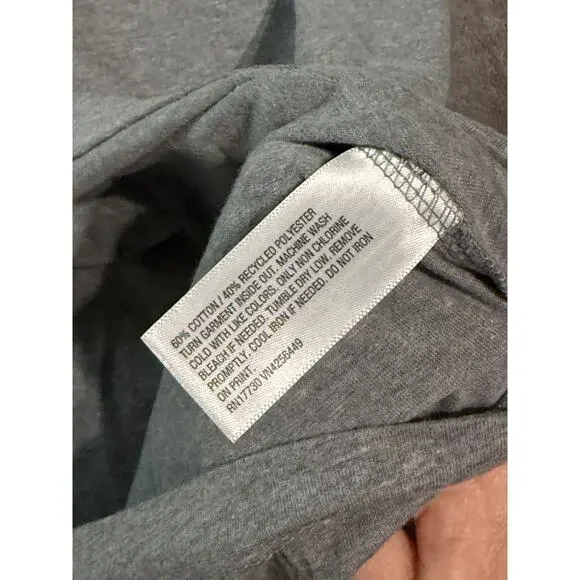 60% COTTON / 40% RECYCLED POLYESTER
TURN GARMENT INSIDE OUT. MACHINE WASH
COLD WITH LIKE COLORS. ONLY NON CHLORINE
BLEACH IF NEEDED. TUMBLE DRY LOW. REMOVE
PROMPTLY. COOL IRON IF NEEDED. DO NOT IRON
ON PRINT.
RN17730 VN4256449